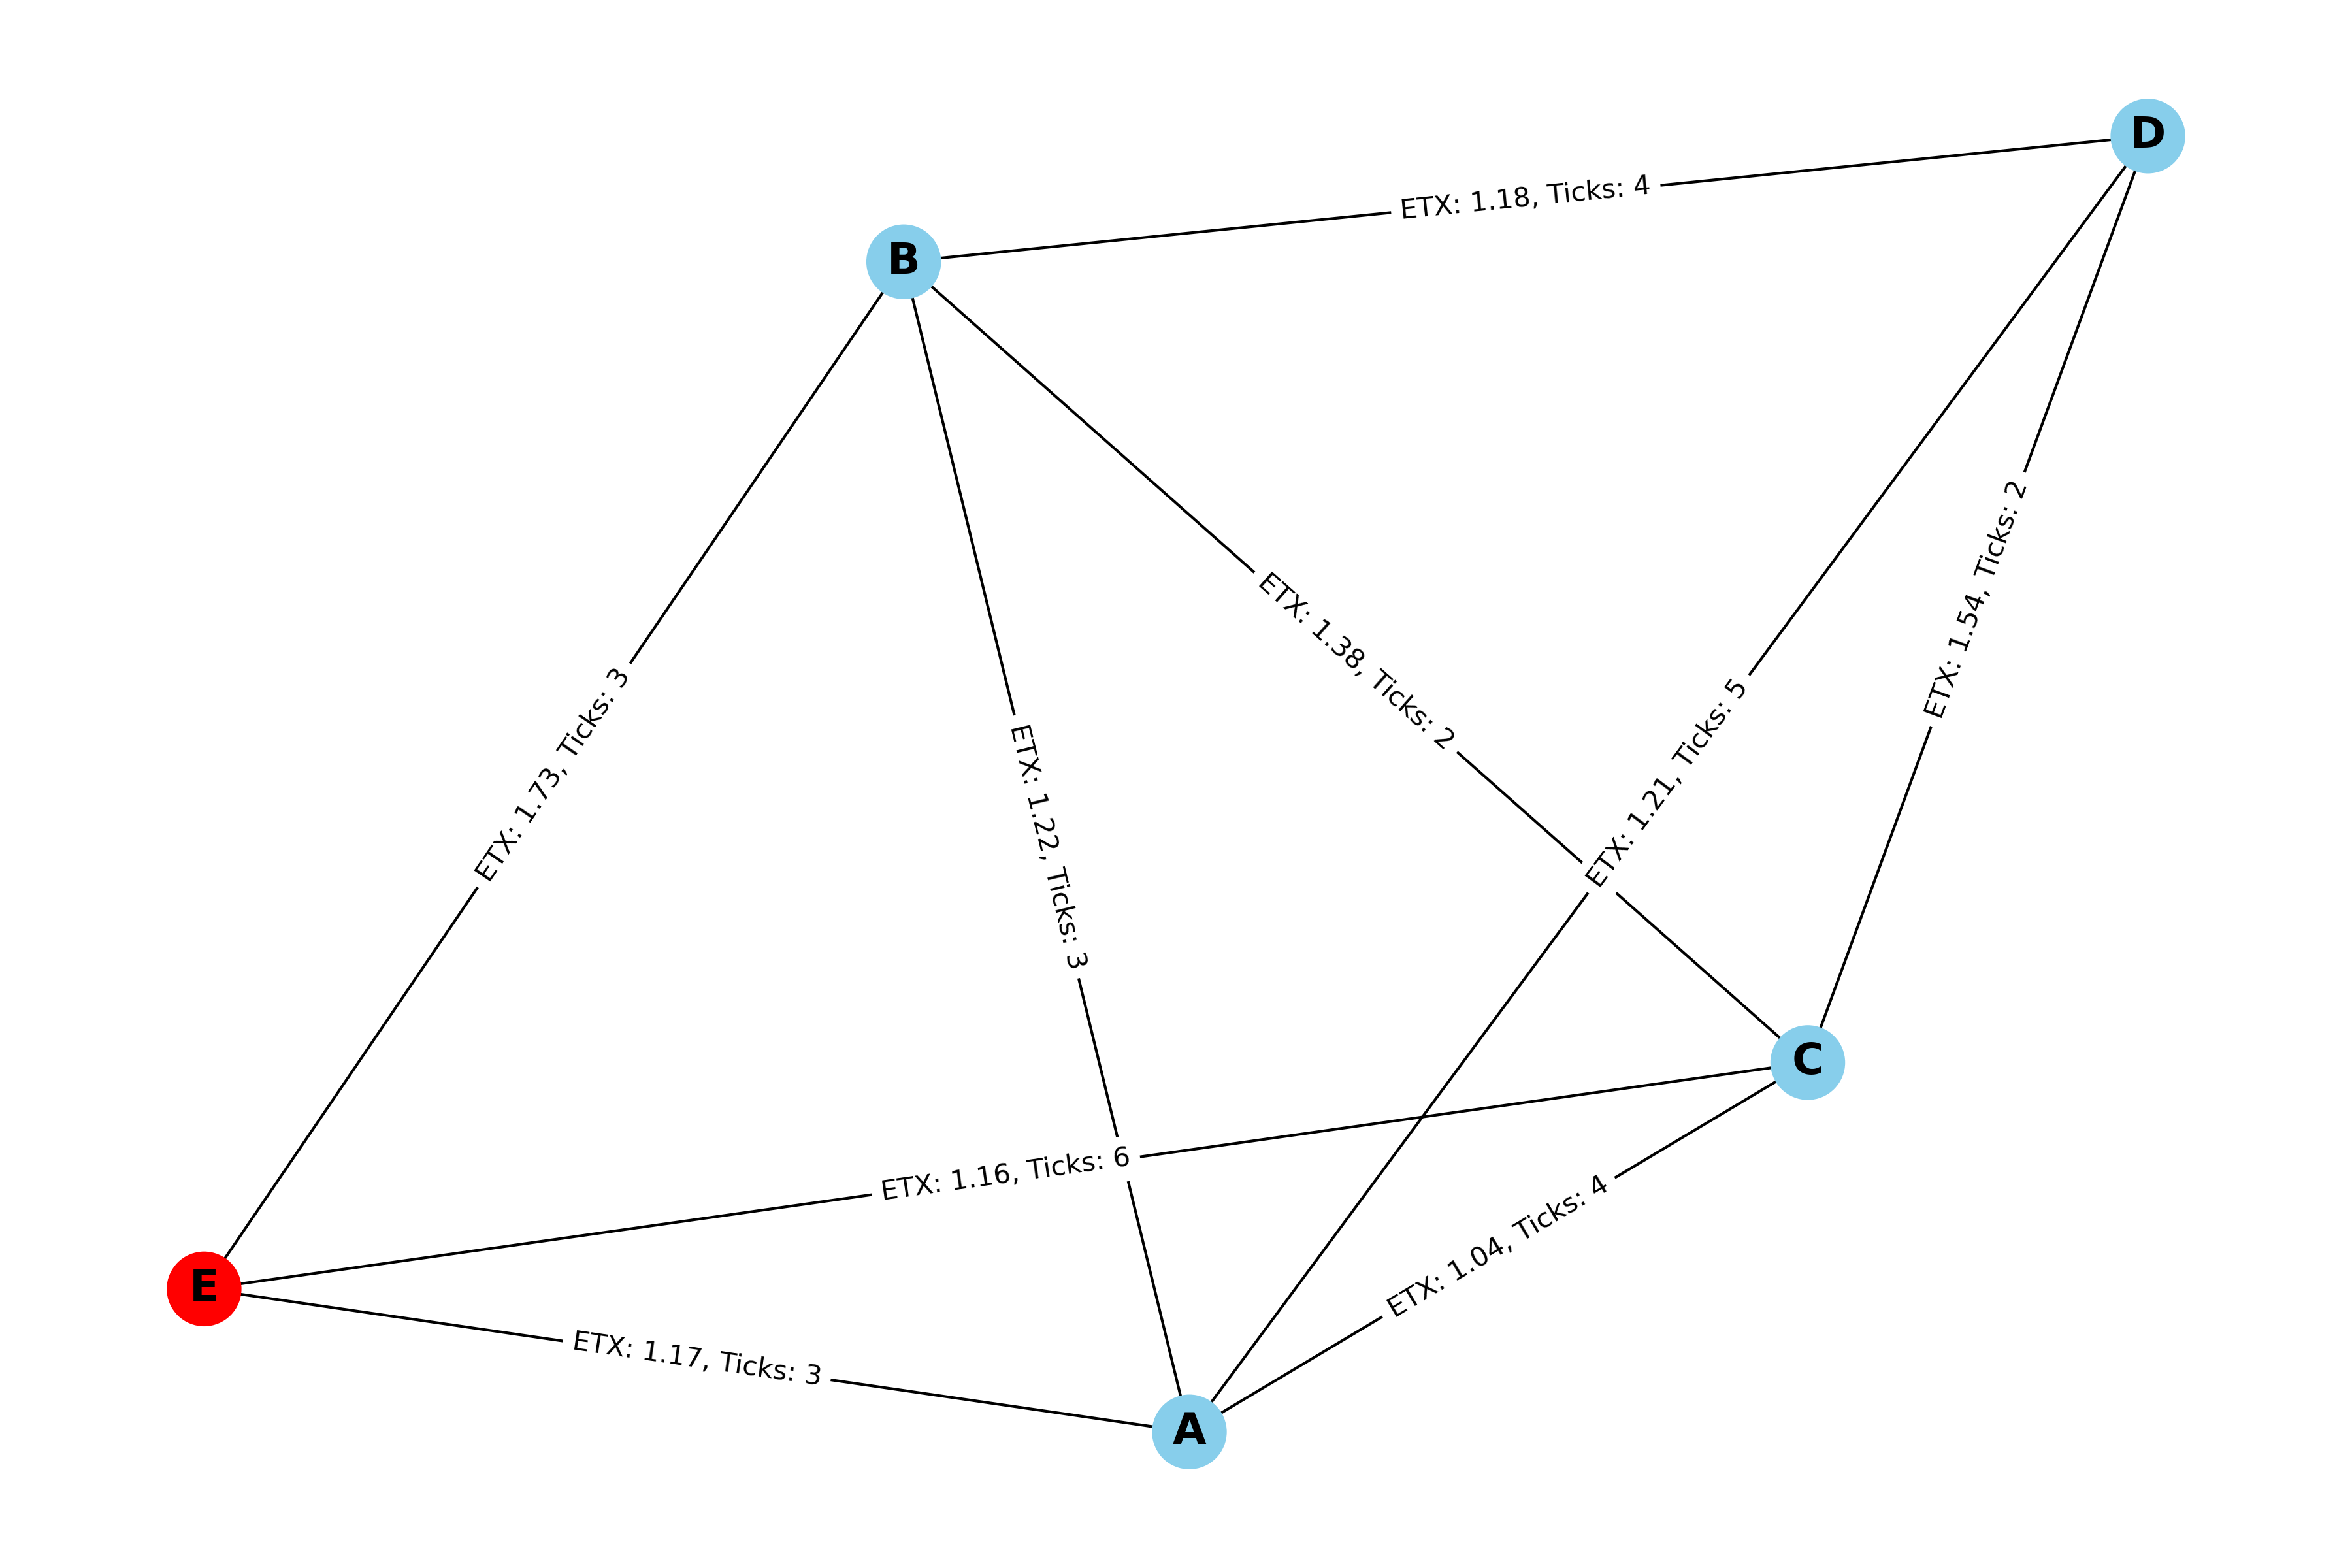 D
ETX: 1.18, Ticks: 4
B
ETX: 1.54, Ticks: 2
ETX: 1.38, Ticks: 2
ETX: 1.73, Ticks: 3
ETX: 1.21, Ticks: 5
ETX: 1.22, Ticks: 3
C
ETX: 1.16, Ticks: 6
ETX: 1.04, Ticks: 4
E
ETX: 1.17, Ticks: 3
A